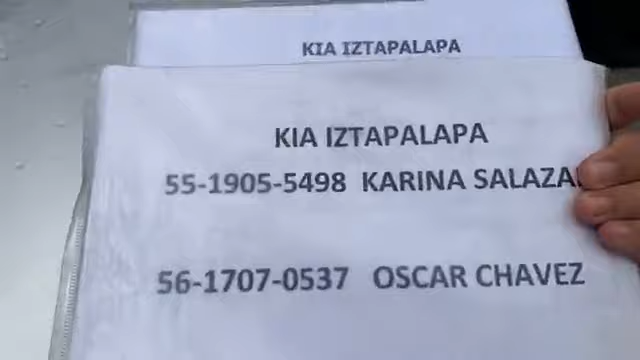 KIA IZTAPALAPA
KIA IZTAPALAPA
55-1905-5498 KARINA SALAZA
56-1707-0537 OSCAR CHAVEZ